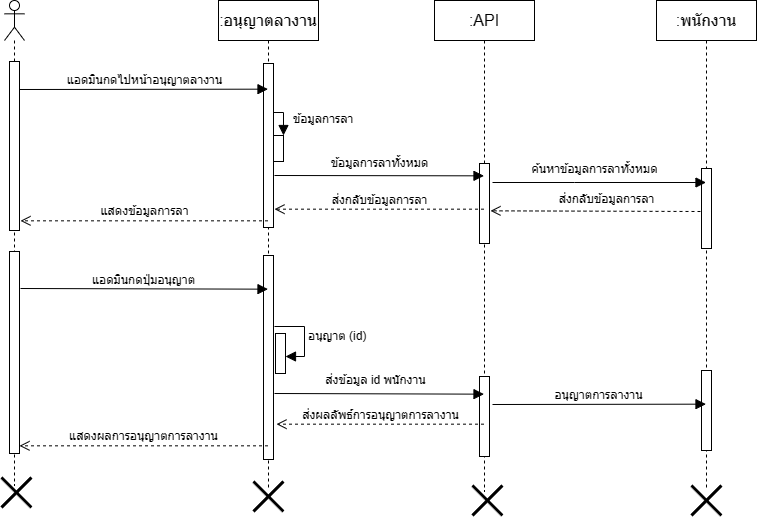 :อนุญาตลางาน
:API
:พนักงาน
แอดมินกดไปหน้าอนุญาตลางาน
ข้อมูลการลา
ข้อมูลการลาทั้งหมด
ค้นหาข้อมูลการลาทั้งหมด
ส่งกลับข้อมูลการลา
ส่งกลับข้อมูลการลา
แสดงข้อมูลการลา
แอดมินกดปุ่มอนุญาต
อนุญาต (id)
ส่งข้อมูล id พนักงาน
อนุญาตการลางาน
ส่งผลลัพธ์การอนุญาตการลางาน
แสดงผลการอนุญาตการลางาน